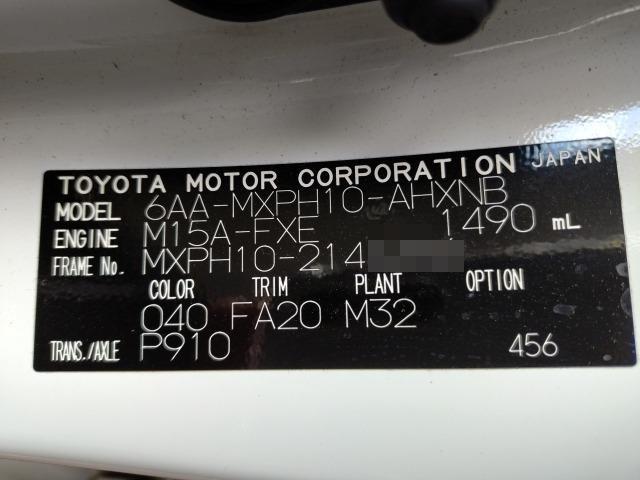 TOYOTA MOTOR CORPORATION JAPAN
MODEL 6AA-MXPH10-AHXNB
ENGINE M15A-FXE 1490 mL
FRAME No. MXPH10-214
COLOR TRIM PLANT OPTION
040 FA20 M32
TRANS./AXLE P910 456